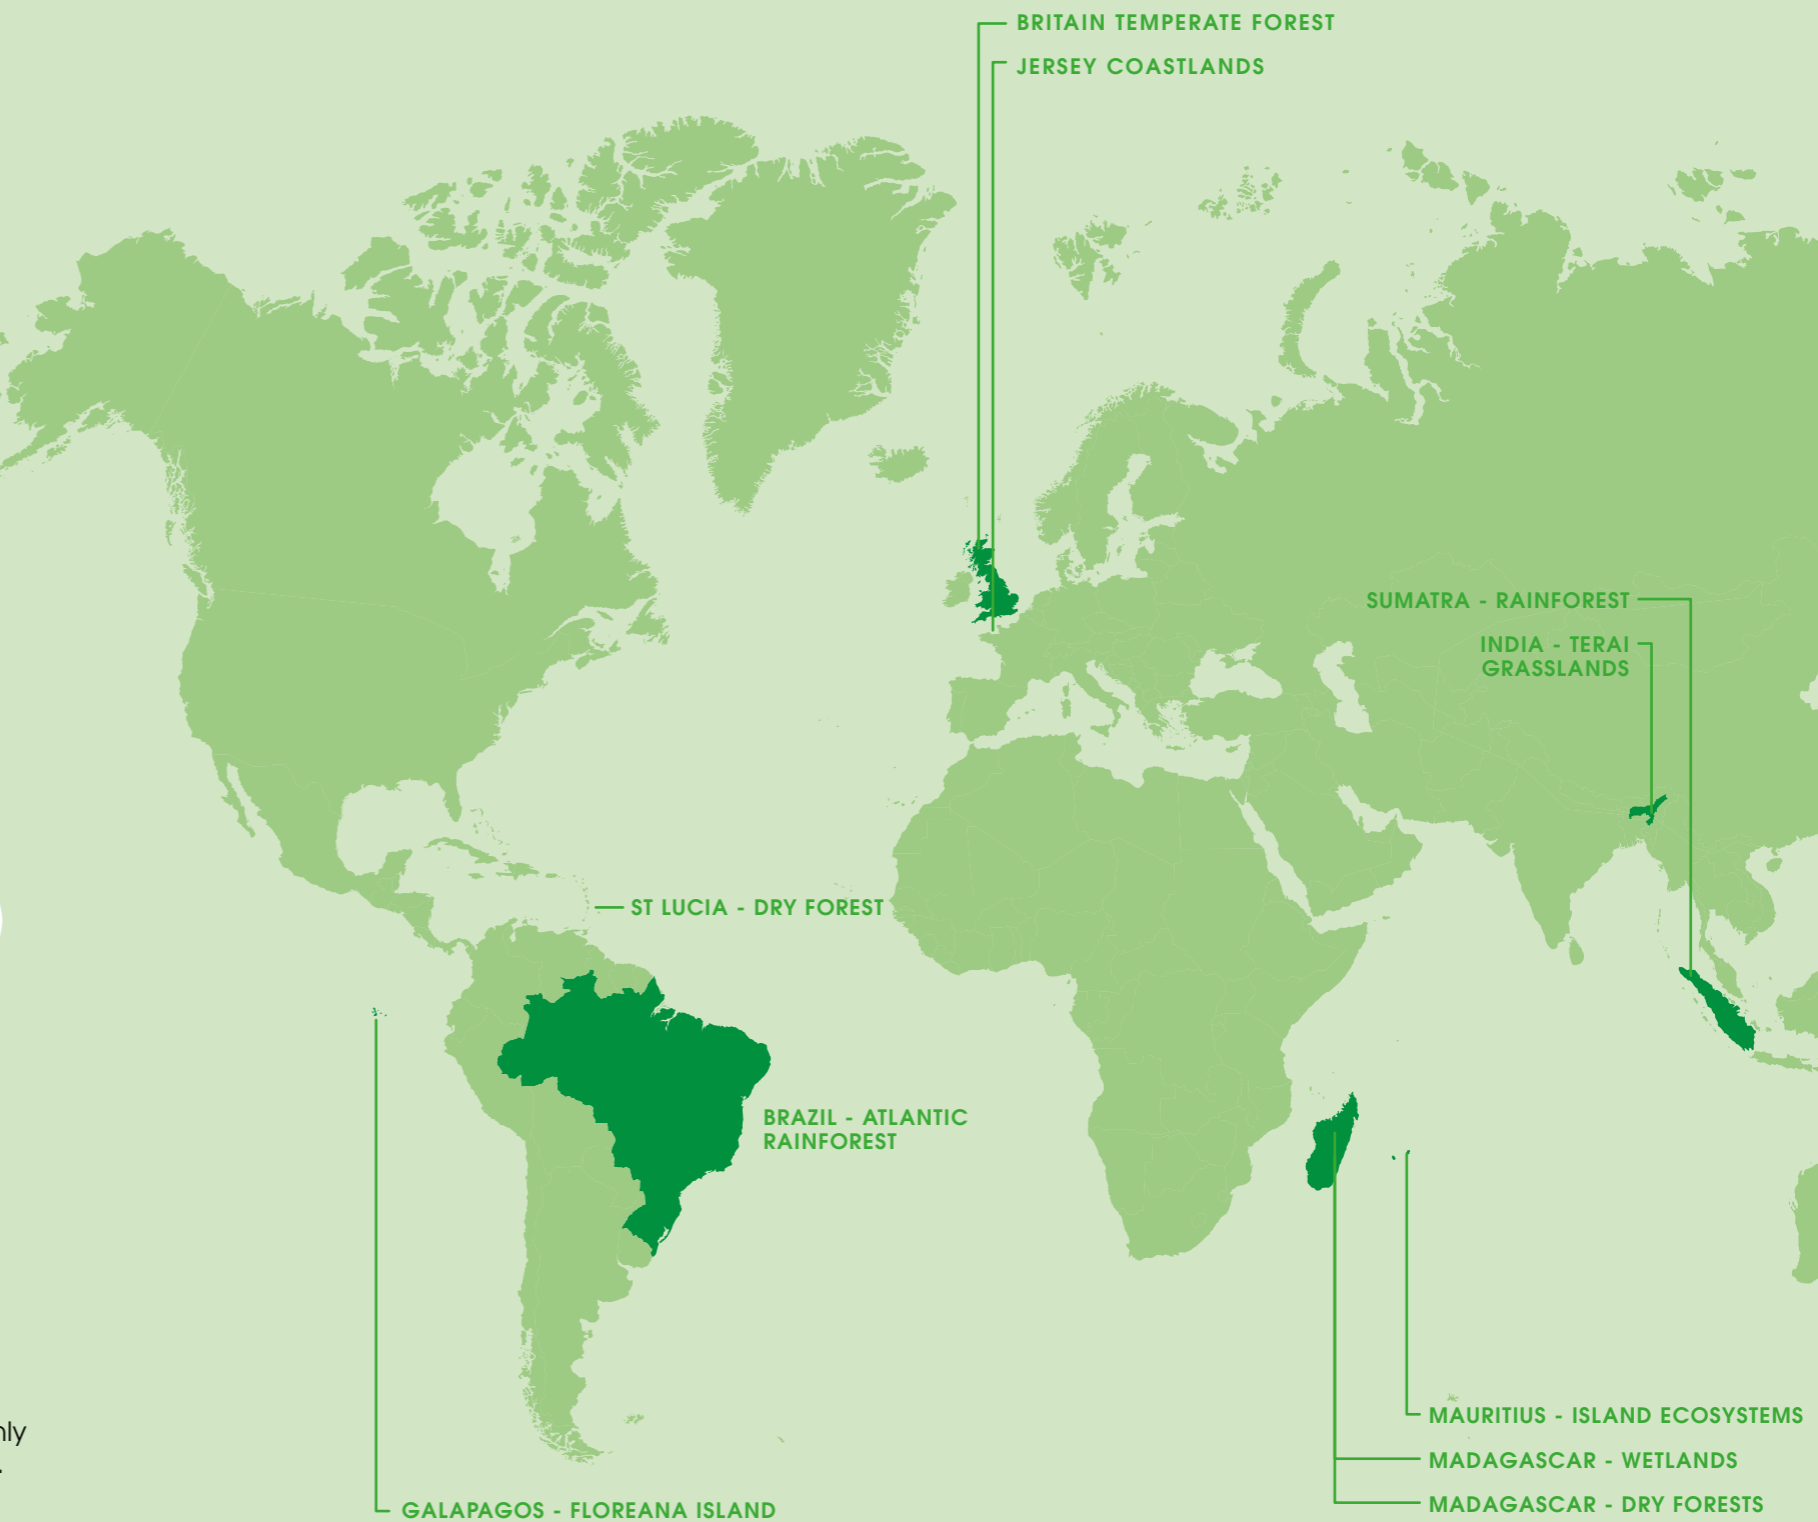 BRITAIN TEMPERATE FOREST
JERSEY COASTLANDS
SUMATRA - RAINFOREST
INDIA - TERAI
GRASSLANDS
ST LUCIA - DRY FOREST
BRAZIL - ATLANTIC
RAINFOREST
MAURITIUS - ISLAND ECOSYSTEMS
MADAGASCAR - WETLANDS
MADAGASCAR - DRY FORESTS
GALAPAGOS - FLOREANA ISLAND